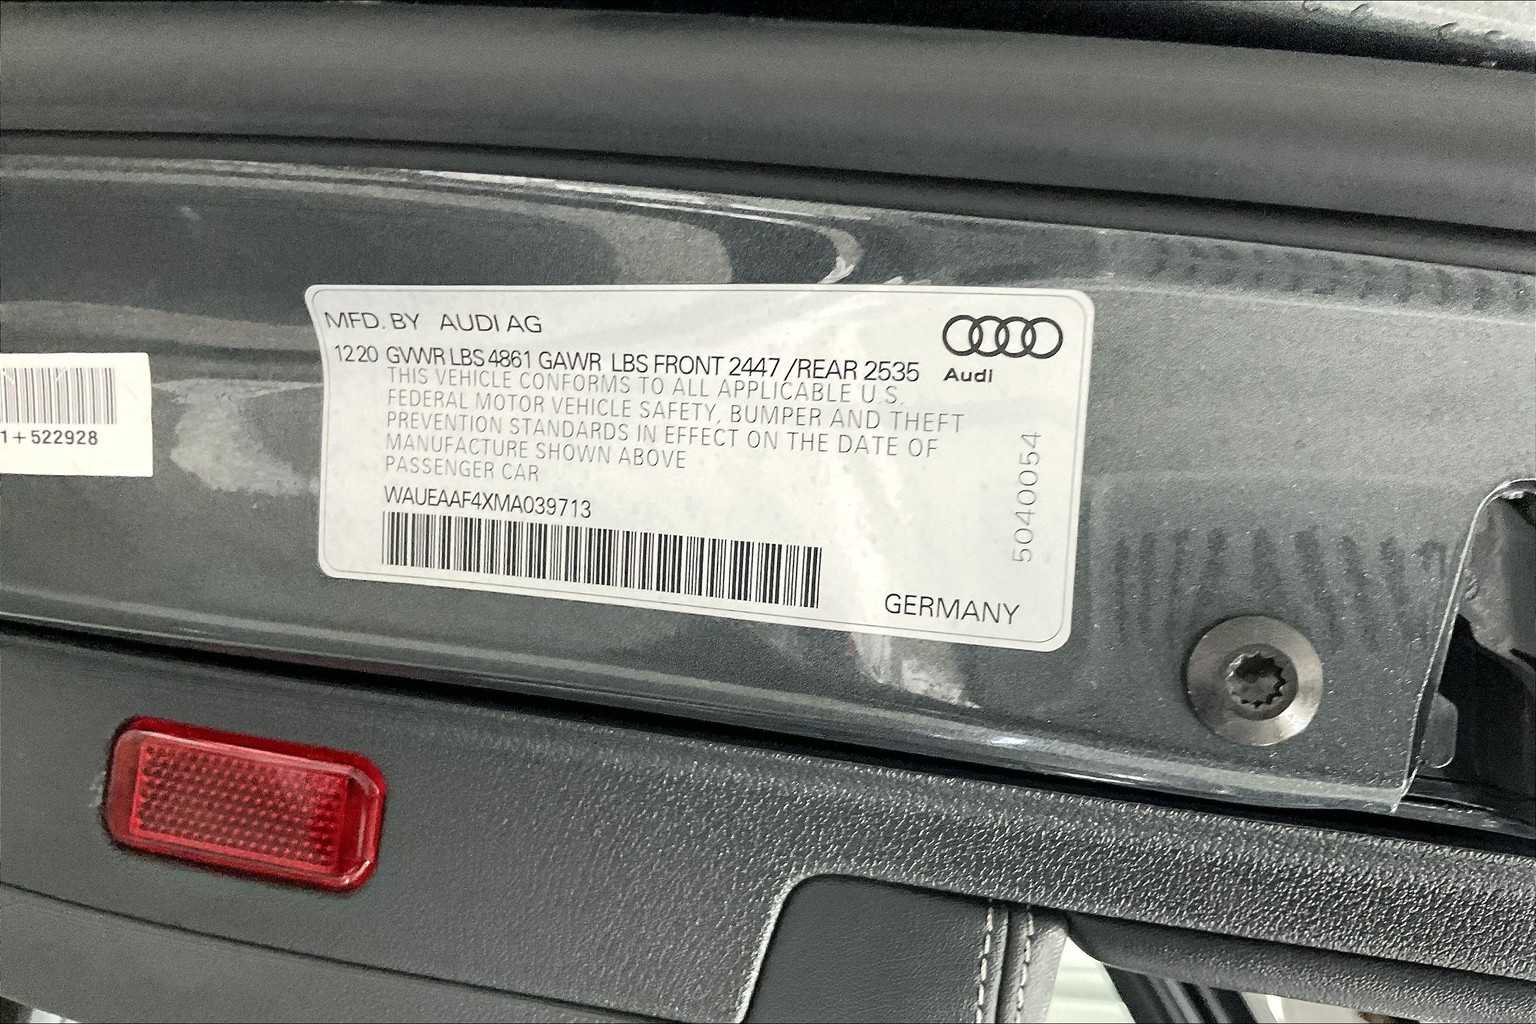 MFD. BY AUDI AG
1220 GVWR LBS 4861 GAWR LBS FRONT 2447 /REAR 2535
THIS VEHICLE CONFORMS TO ALL APPLICABLE U.S.
FEDERAL MOTOR VEHICLE SAFETY, BUMPER AND THEFT
PREVENTION STANDARDS IN EFFECT ON THE DATE OF
MANUFACTURE SHOWN ABOVE
PASSENGER CAR
WAUEAAF4XMA039713
GERMANY
Audi
5040054
1+522928